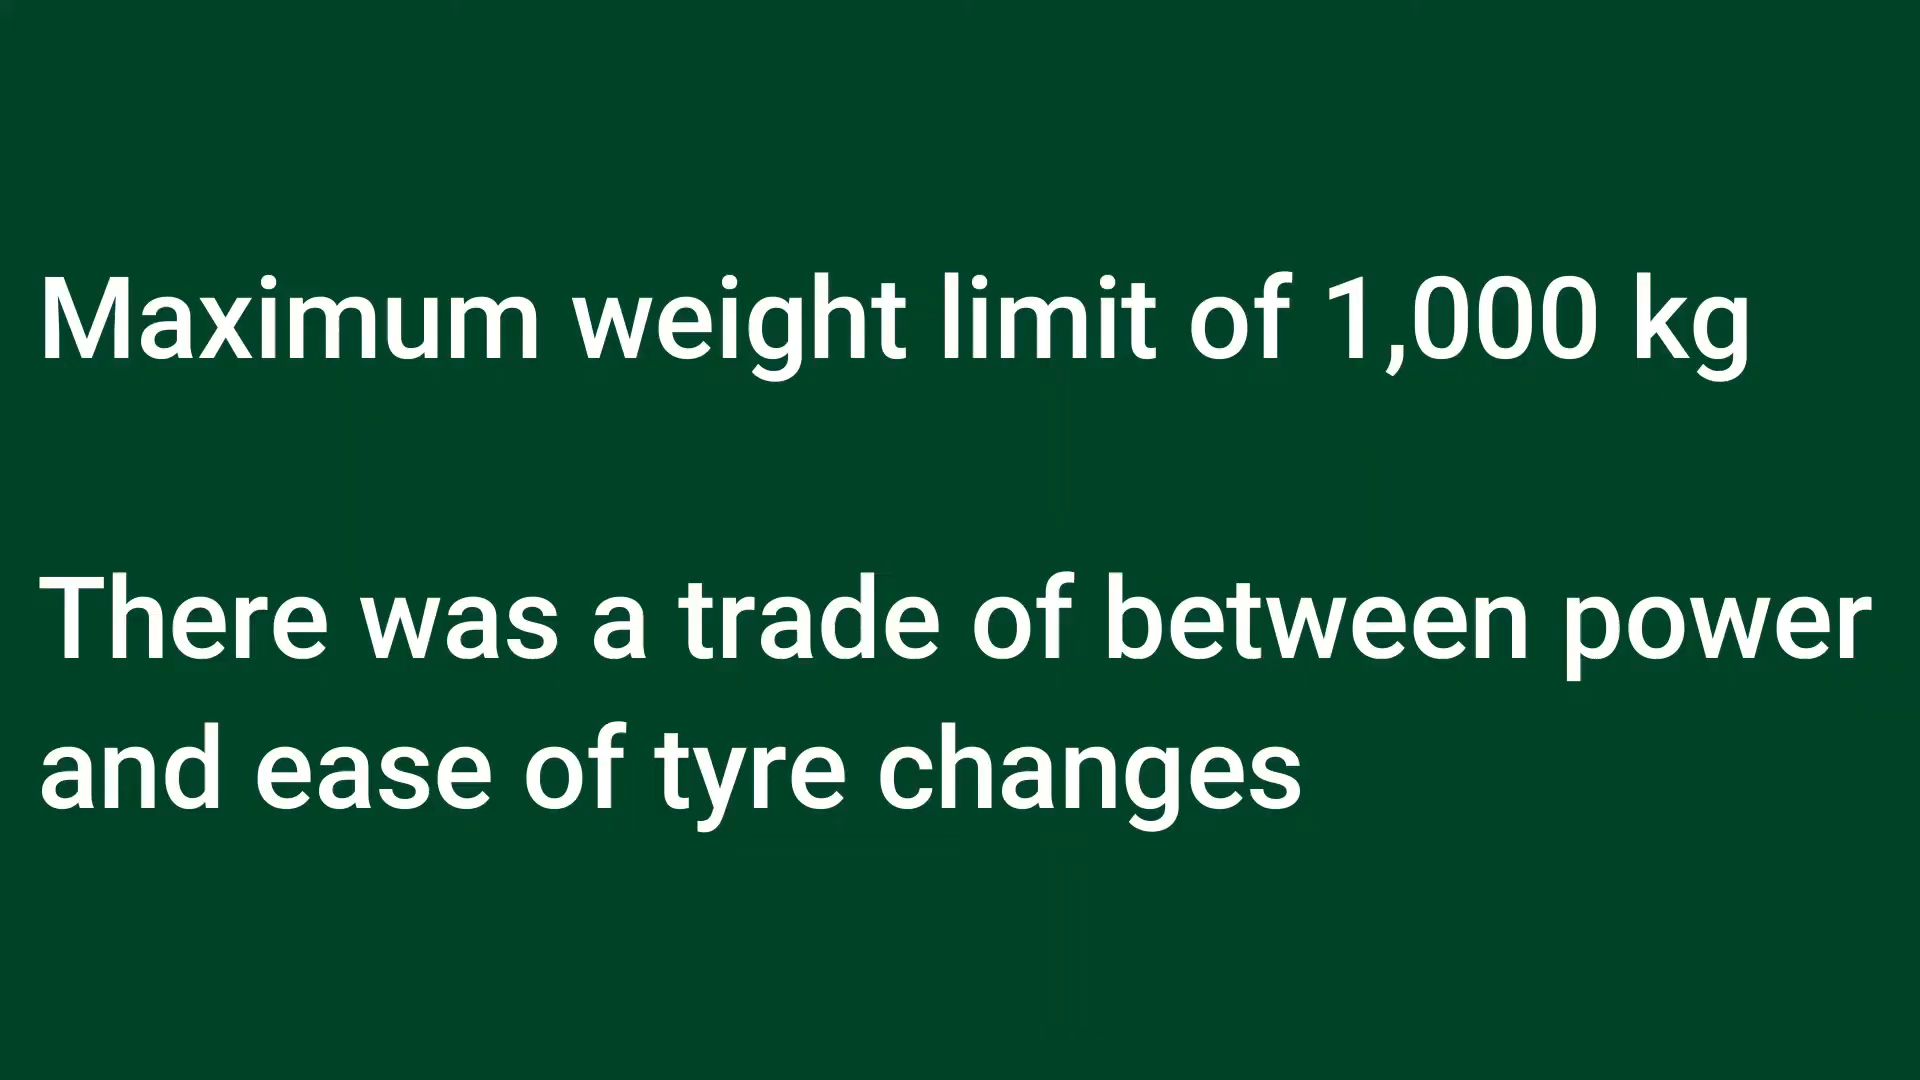 Maximum weight limit of 1,000 kg
There was a trade of between power
and ease of tyre changes